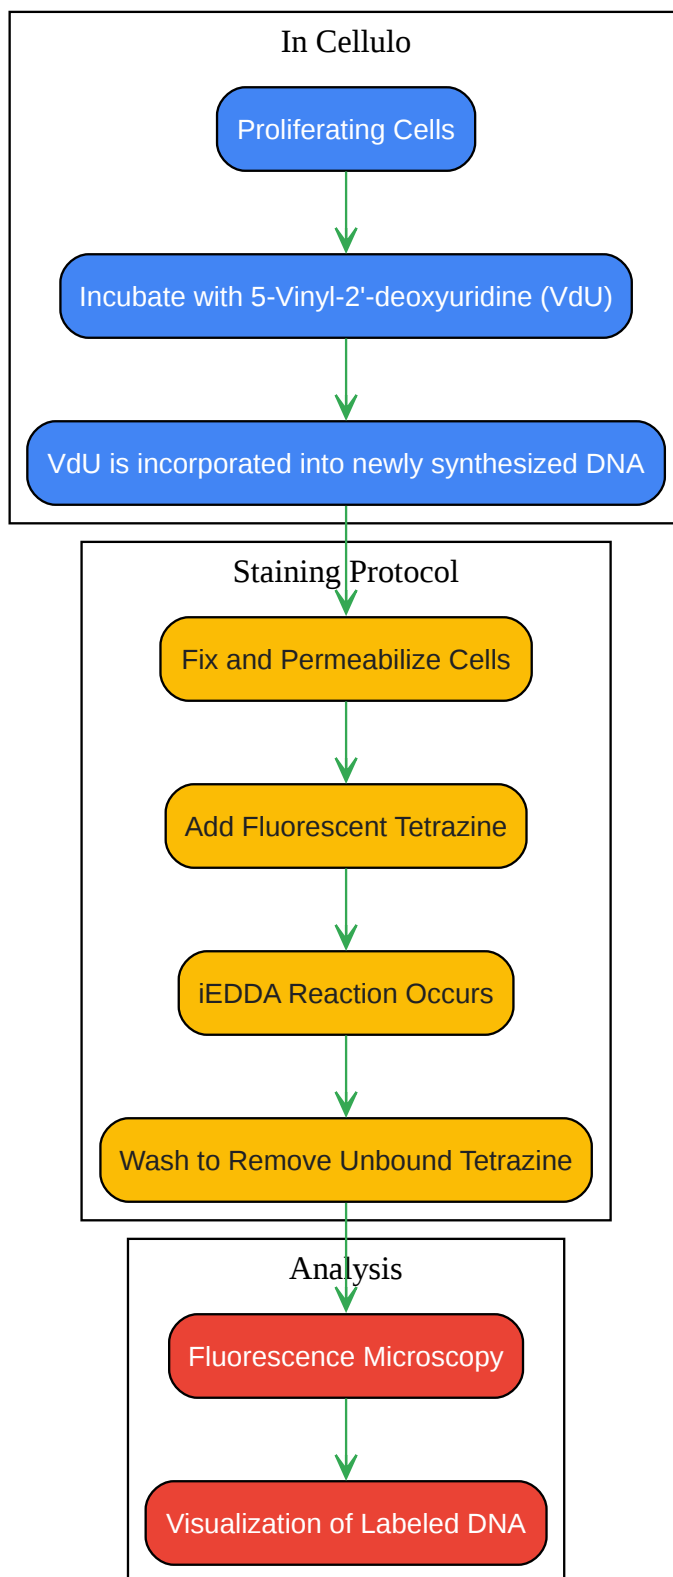 In Cellulo
Proliferating Cells
Incubate with 5-Vinyl-2'-deoxyuridine (VdU)
VdU is incorporated into newly synthesized DNA
Staining Protocol
Fix and Permeabilize Cells
Add Fluorescent Tetrazine
iEDDA Reaction Occurs
Wash to Remove Unbound Tetrazine
Analysis
Fluorescence Microscopy
Visualization of Labeled DNA